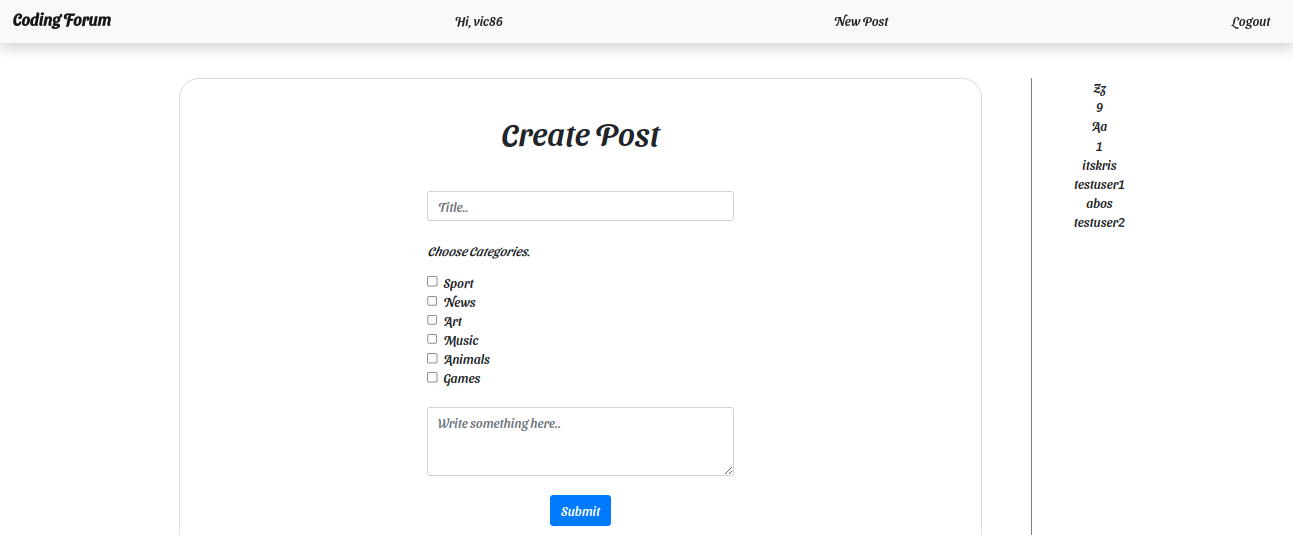 Coding Forum
Hi, vic86
New Post
Logout
Create Post
Title..
Choose Categories.
Sport
News
Art
Music
Animals
Games
Write something here..
Submit
Zz
9
Aa
1
itskris
testuser1
abos
testuser2